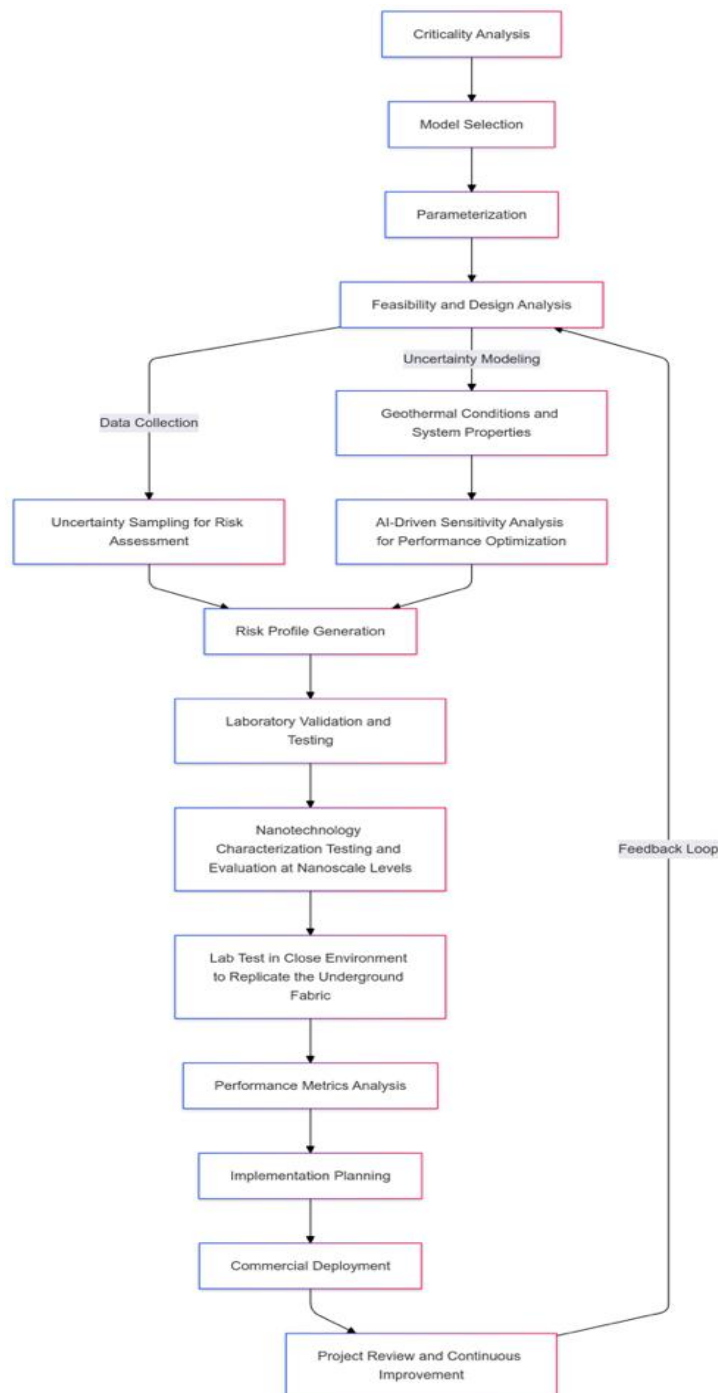 Criticality Analysis
Model Selection
Parameterization
Feasibility and Design Analysis
Uncertainty Modeling
Data Collection
Geothermal Conditions and
System Properties
Uncertainty Sampling for Risk
Assessment
AI-Driven Sensitivity Analysis
for Performance Optimization
Risk Profile Generation
Laboratory Validation and
Testing
Nanotechnology
Characterization Testing and
Evaluation at Nanoscale Levels
Feedback Loop
Lab Test in Close Environment
to Replicate the Underground
Fabric
Performance Metrics Analysis
Implementation Planning
Commercial Deployment
Project Review and Continuous
Improvement